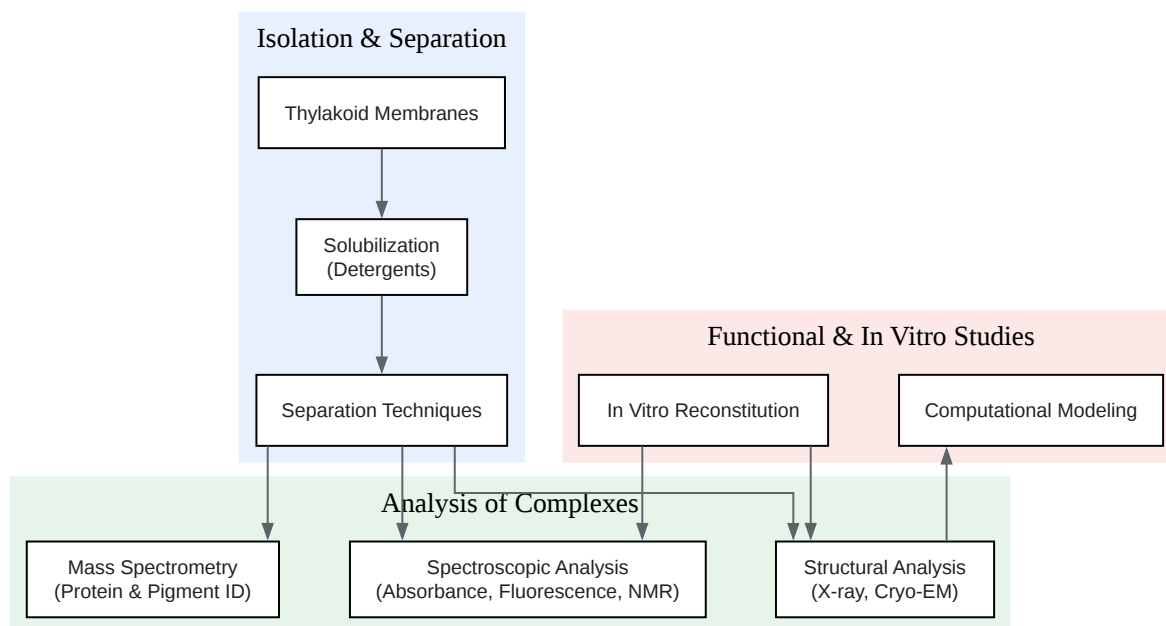 Isolation & Separation
Thylakoid Membranes
Solubilization
(Detergents)
Separation Techniques
Functional & In Vitro Studies
In Vitro Reconstitution
Computational Modeling
Analysis of Complexes
Mass Spectrometry
(Protein & Pigment ID)
Spectroscopic Analysis
(Absorbance, Fluorescence, NMR)
Structural Analysis
(X-ray, Cryo-EM)